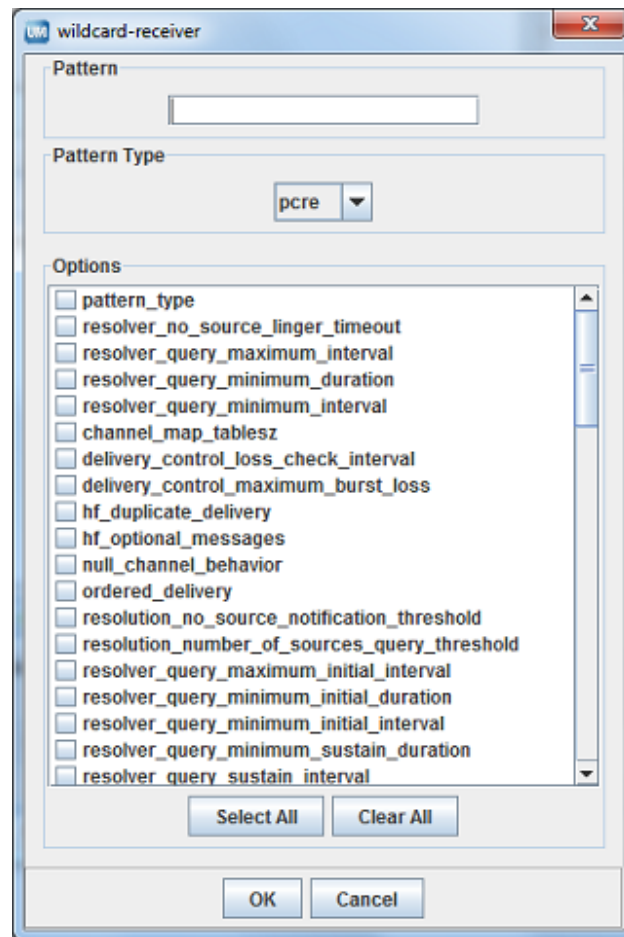 UM wildcard-receiver
Pattern
Pattern Type
pcre
Options
pattern_type
resolver_no_source_linger_timeout
resolver_query_maximum_interval
resolver_query_minimum_duration
resolver_query_minimum_interval
channel_map_tablesz
delivery_control_loss_check_interval
delivery_control_maximum_burst_loss
hf_duplicate_delivery
hf_optional_messages
null_channel_behavior
ordered_delivery
resolution_no_source_notification_threshold
resolution_number_of_sources_query_threshold
resolver_query_maximum_initial_interval
resolver_query_minimum_initial_duration
resolver_query_minimum_initial_interval
resolver_query_minimum_sustain_duration
resolver_query_sustain_interval
Select All Clear All
OK Cancel